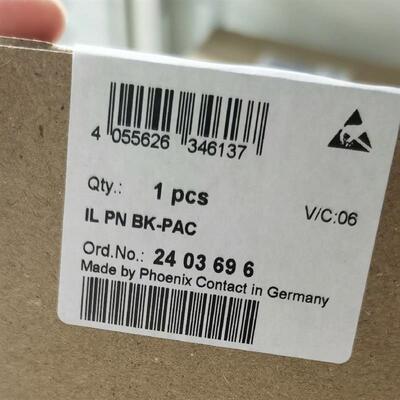 4 055626 346137
Qty.: 1 pcs
IL PN BK-PAC
V/C:06
Ord.No.: 24 03 69 6
Made by Phoenix Contact in Germany